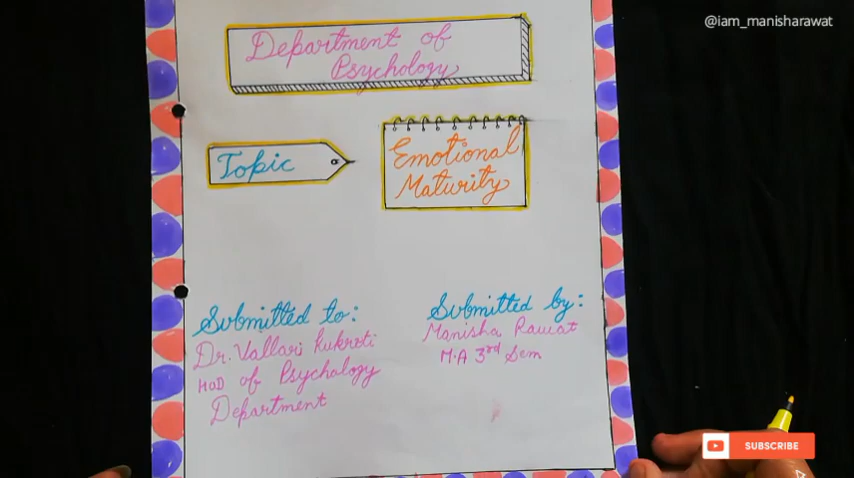 @iam_manisharawat
Department of
Psychology
Topic
Emotional
Maturity
Submitted to:
Dr. Vallari Kukreti
HOD of Psychology
Department
Submitted by:
Manisha Rawat
M.A 3rd Sem
SUBSCRIBE